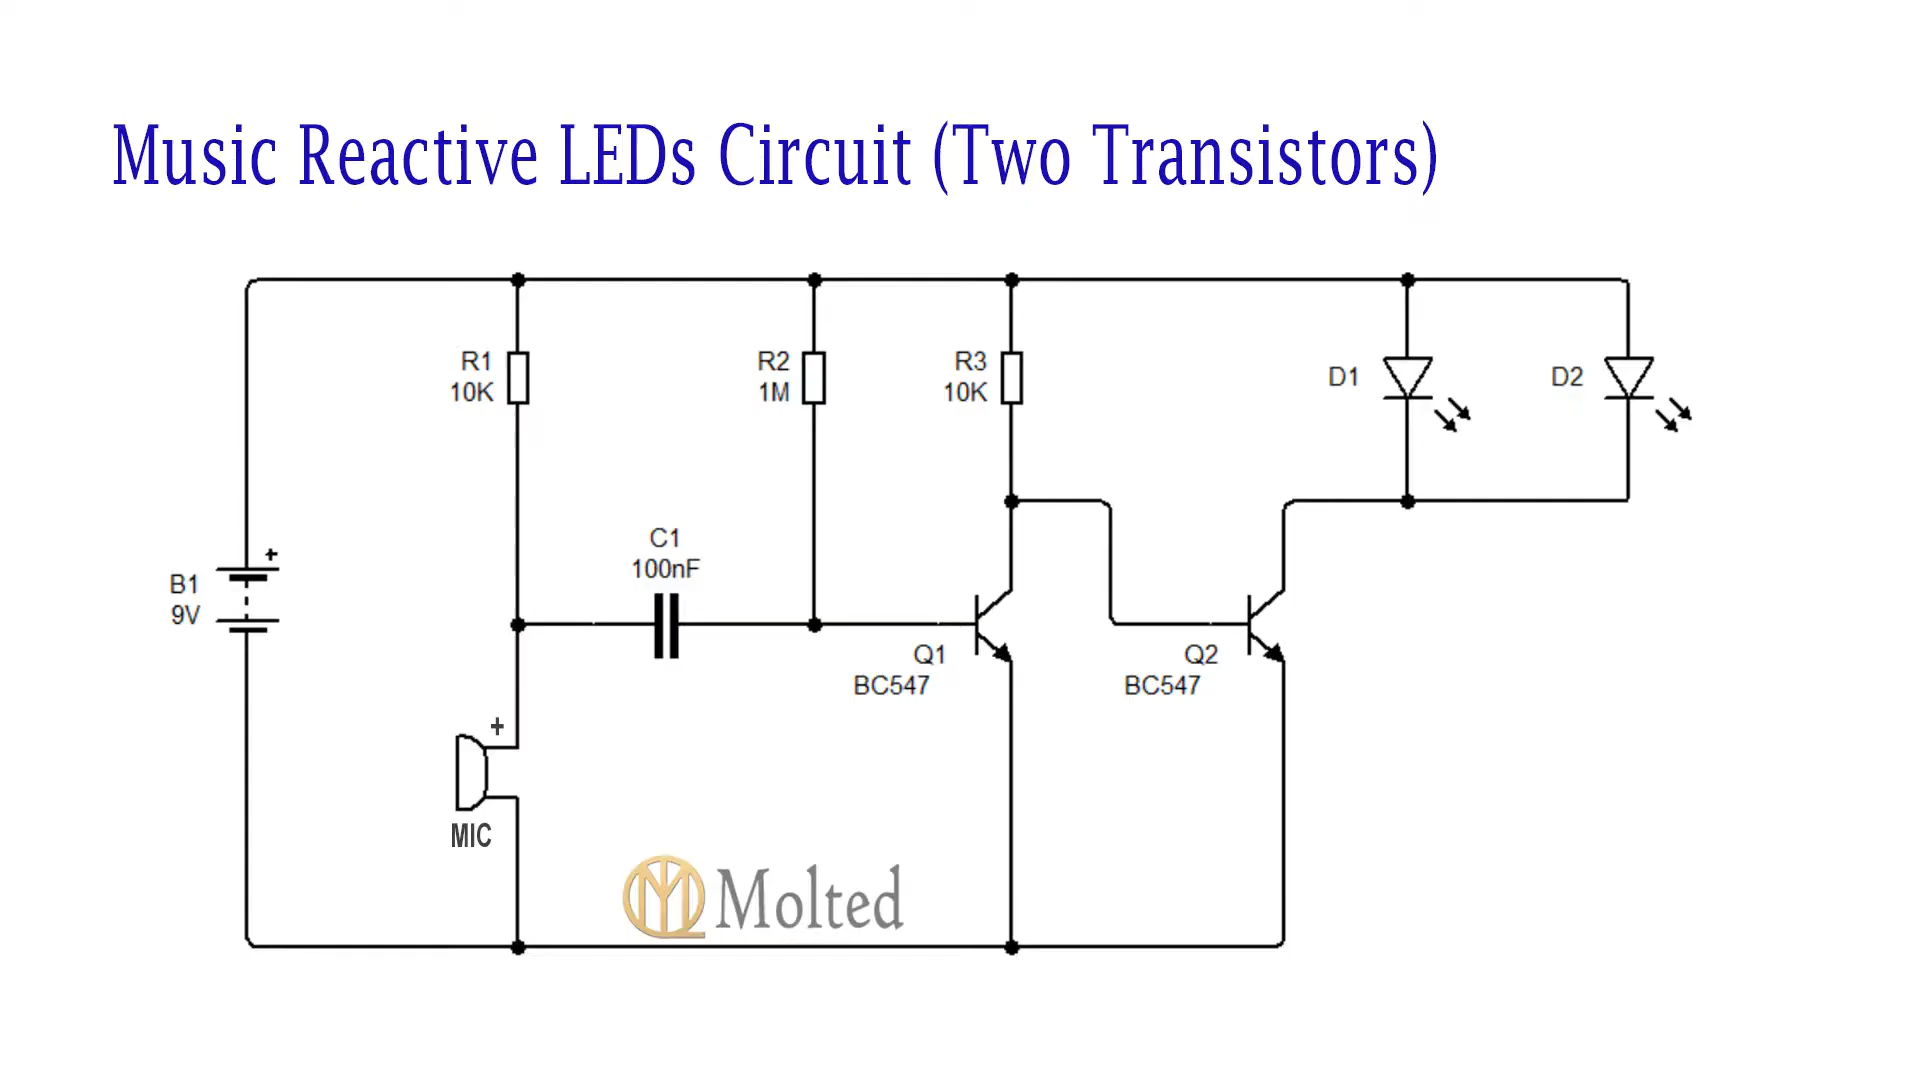 Music Reactive LEDs Circuit (Two Transistors)
R1
10K
R2
1M
R3
10K
D1
D2
C1
100nF
+
B1
9V
Q1
BC547
Q2
BC547
+
MIC
Molted